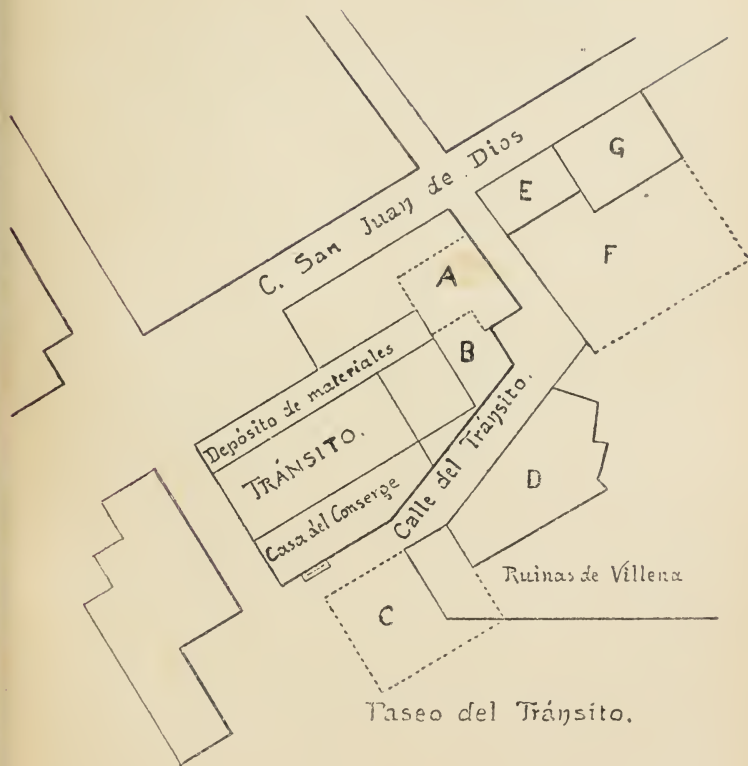 C. San Juan de Dios
G
E
F
A
B
Depósito de materiales
TRÁNSITO.
Casa del Conserge
Calle del Tránsito.
D
Ruinas de Villena
C
Paseo del Tránsito.